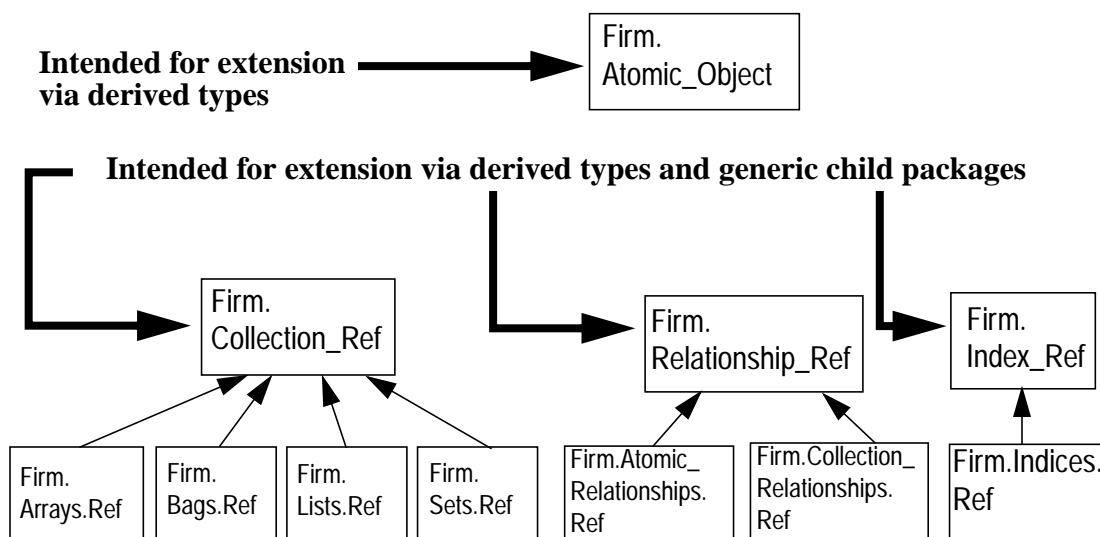 Firm.
Atomic_Object
Intended for extension
via derived types
Intended for extension via derived types and generic child packages
Firm.
Collection_Ref
Firm.
Relationship_Ref
Firm.
Index_Ref
Firm.
Arrays.Ref
Firm.
Bags.Ref
Firm.
Lists.Ref
Firm.
Sets.Ref
Firm.Atomic_
Relationships.
Ref
Firm.Collection_
Relationships.
Ref
Firm.Indices.
Ref